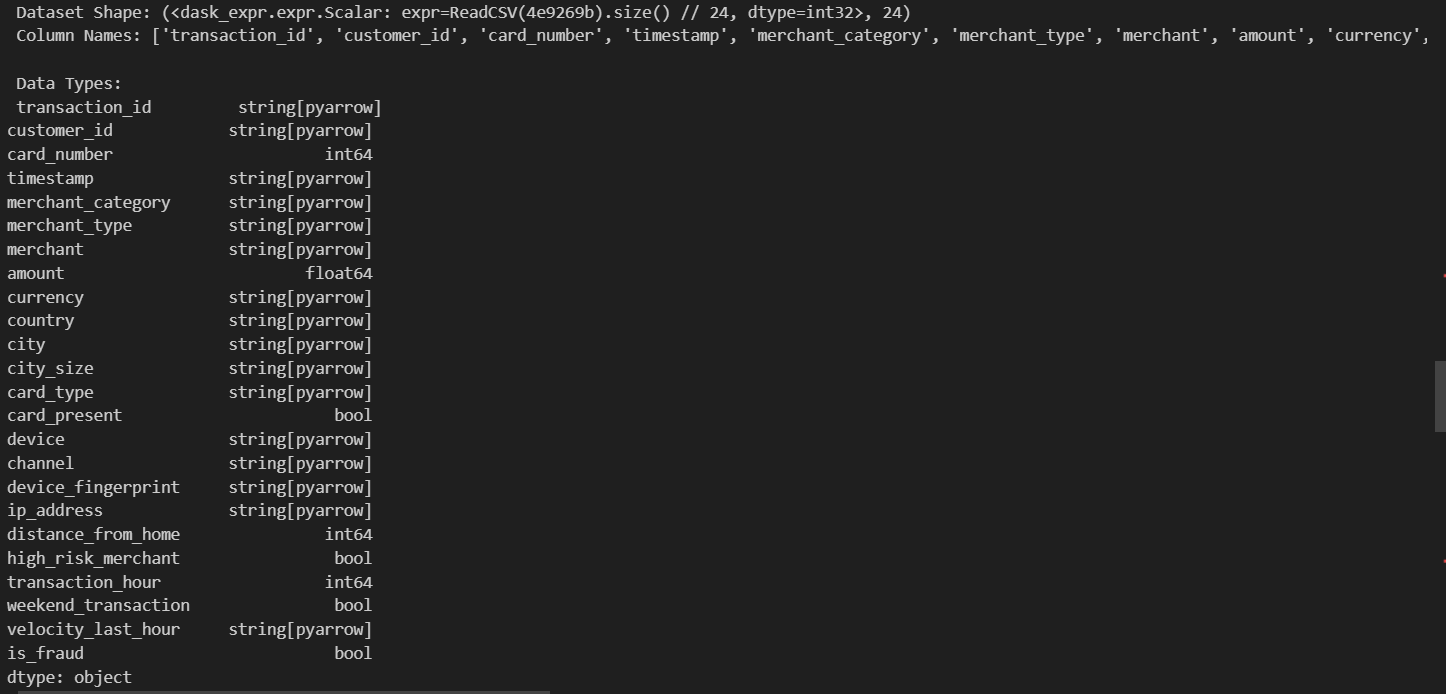 Dataset Shape: (<dask_expr.expr.Scalar: expr=ReadCSV(4e9269b).size() // 24, dtype=int32>, 24)
Column Names: ['transaction_id', 'customer_id', 'card_number', 'timestamp', 'merchant_category', 'merchant_type', 'merchant', 'amount', 'currency',
Data Types:
transaction_id         string[pyarrow]
customer_id            string[pyarrow]
card_number                      int64
timestamp              string[pyarrow]
merchant_category      string[pyarrow]
merchant_type          string[pyarrow]
merchant               string[pyarrow]
amount                         float64
currency               string[pyarrow]
country                string[pyarrow]
city                   string[pyarrow]
city_size              string[pyarrow]
card_type              string[pyarrow]
card_present                      bool
device                 string[pyarrow]
channel                string[pyarrow]
device_fingerprint     string[pyarrow]
ip_address             string[pyarrow]
distance_from_home               int64
high_risk_merchant                bool
transaction_hour                 int64
weekend_transaction               bool
velocity_last_hour     string[pyarrow]
is_fraud                          bool
dtype: object